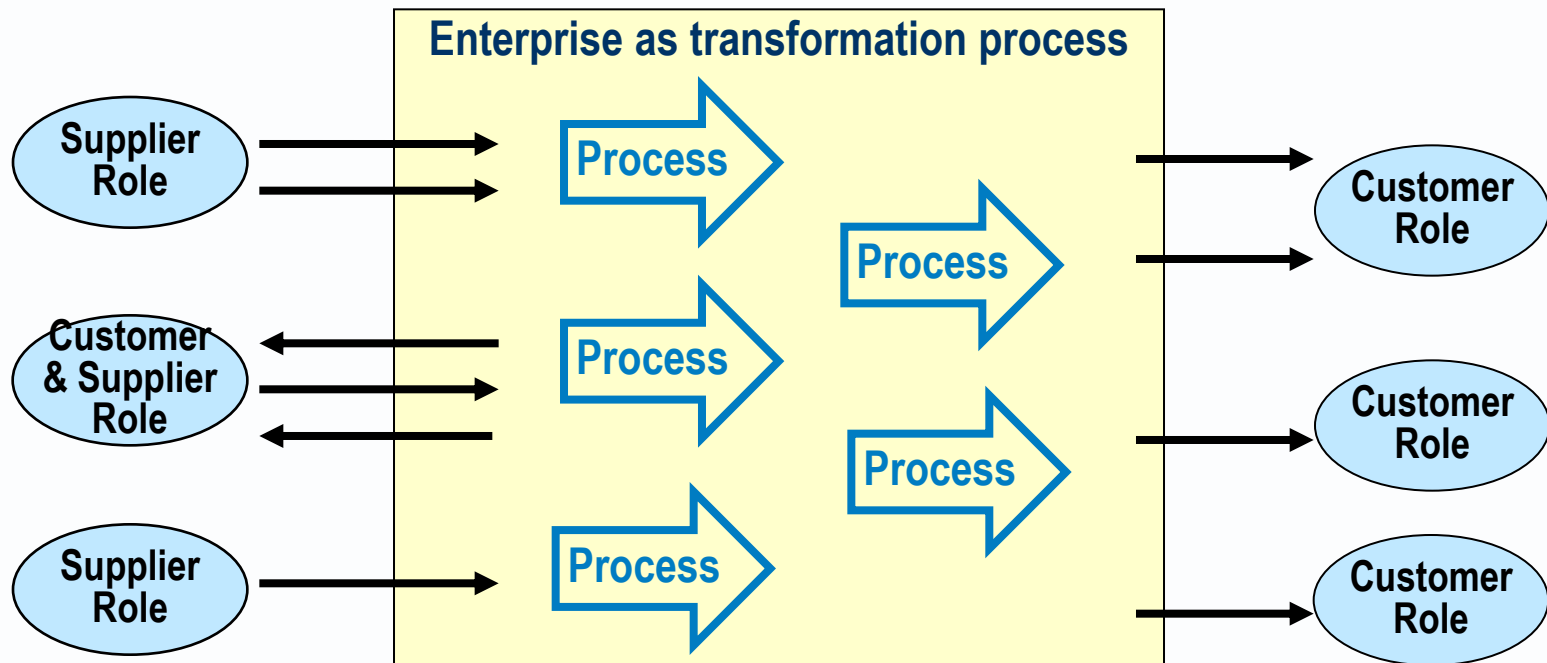 Enterprise as transformation process
Supplier
Role
Process
Customer
Role
Process
Customer
& Supplier
Role
Process
Customer
Role
Process
Supplier
Role
Process
Customer
Role